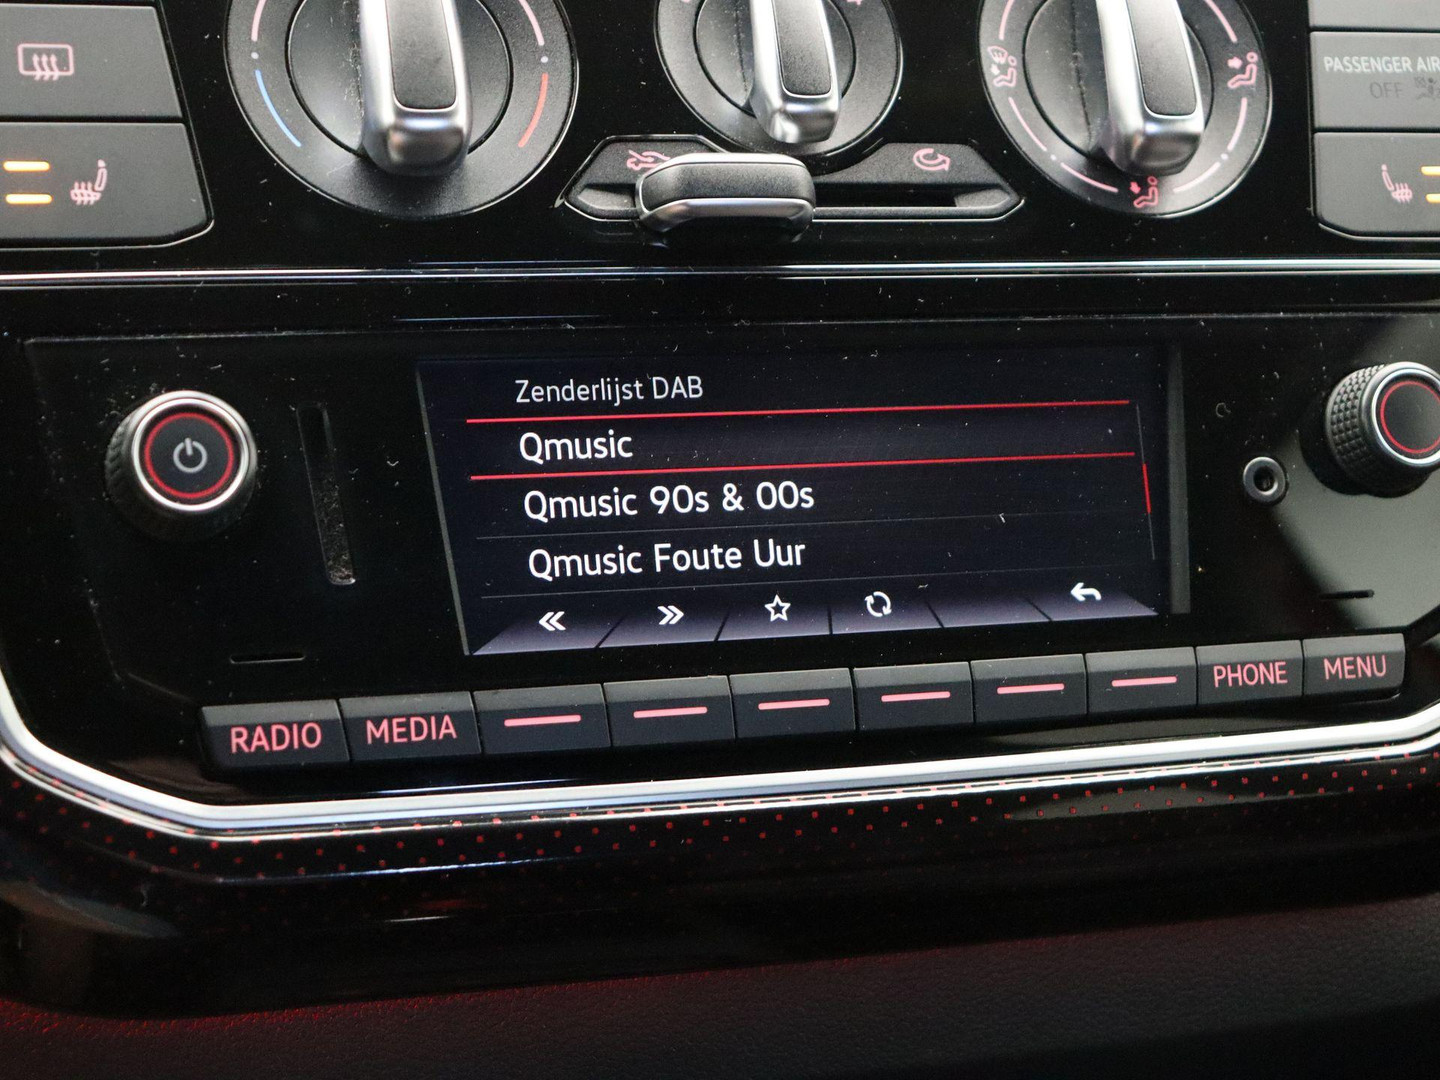 PASSENGER AIR
OFF
Zenderlijst DAB
Qmusic
Qmusic 90s & 00s
Qmusic Foute Uur
RADIO
MEDIA
PHONE
MENU